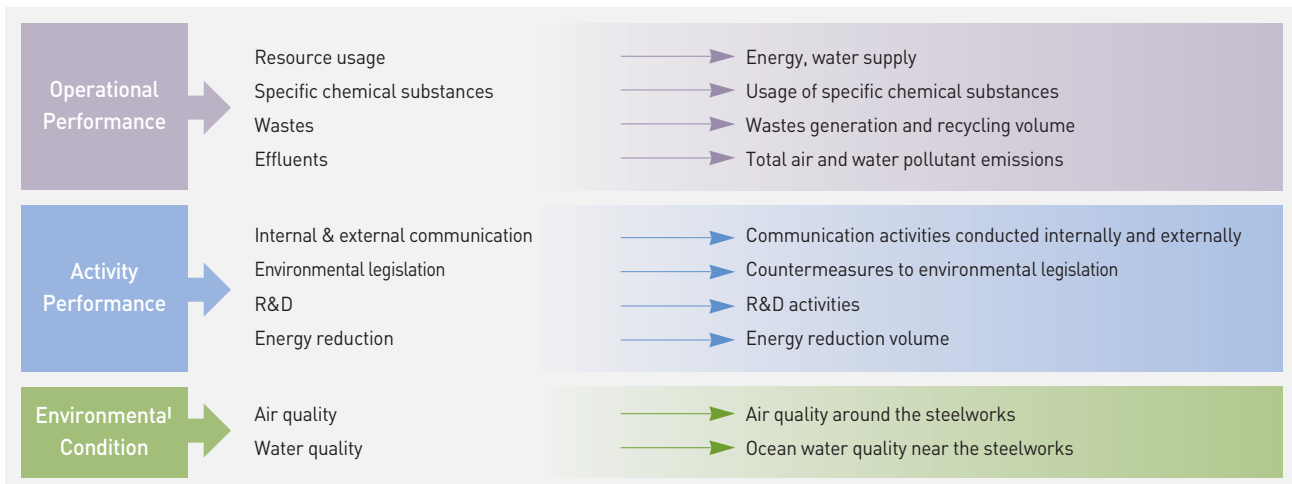 Operational
Performance
Resource usage
Energy, water supply
Specific chemical substances
Usage of specific chemical substances
Wastes
Wastes generation and recycling volume
Effluents
Total air and water pollutant emissions
Activity
Performance
Internal & external communication
Communication activities conducted internally and externally
Environmental legislation
Countermeasures to environmental legislation
R&D
R&D activities
Energy reduction
Energy reduction volume
Environmental
Condition
Air quality
Air quality around the steelworks
Water quality
Ocean water quality near the steelworks